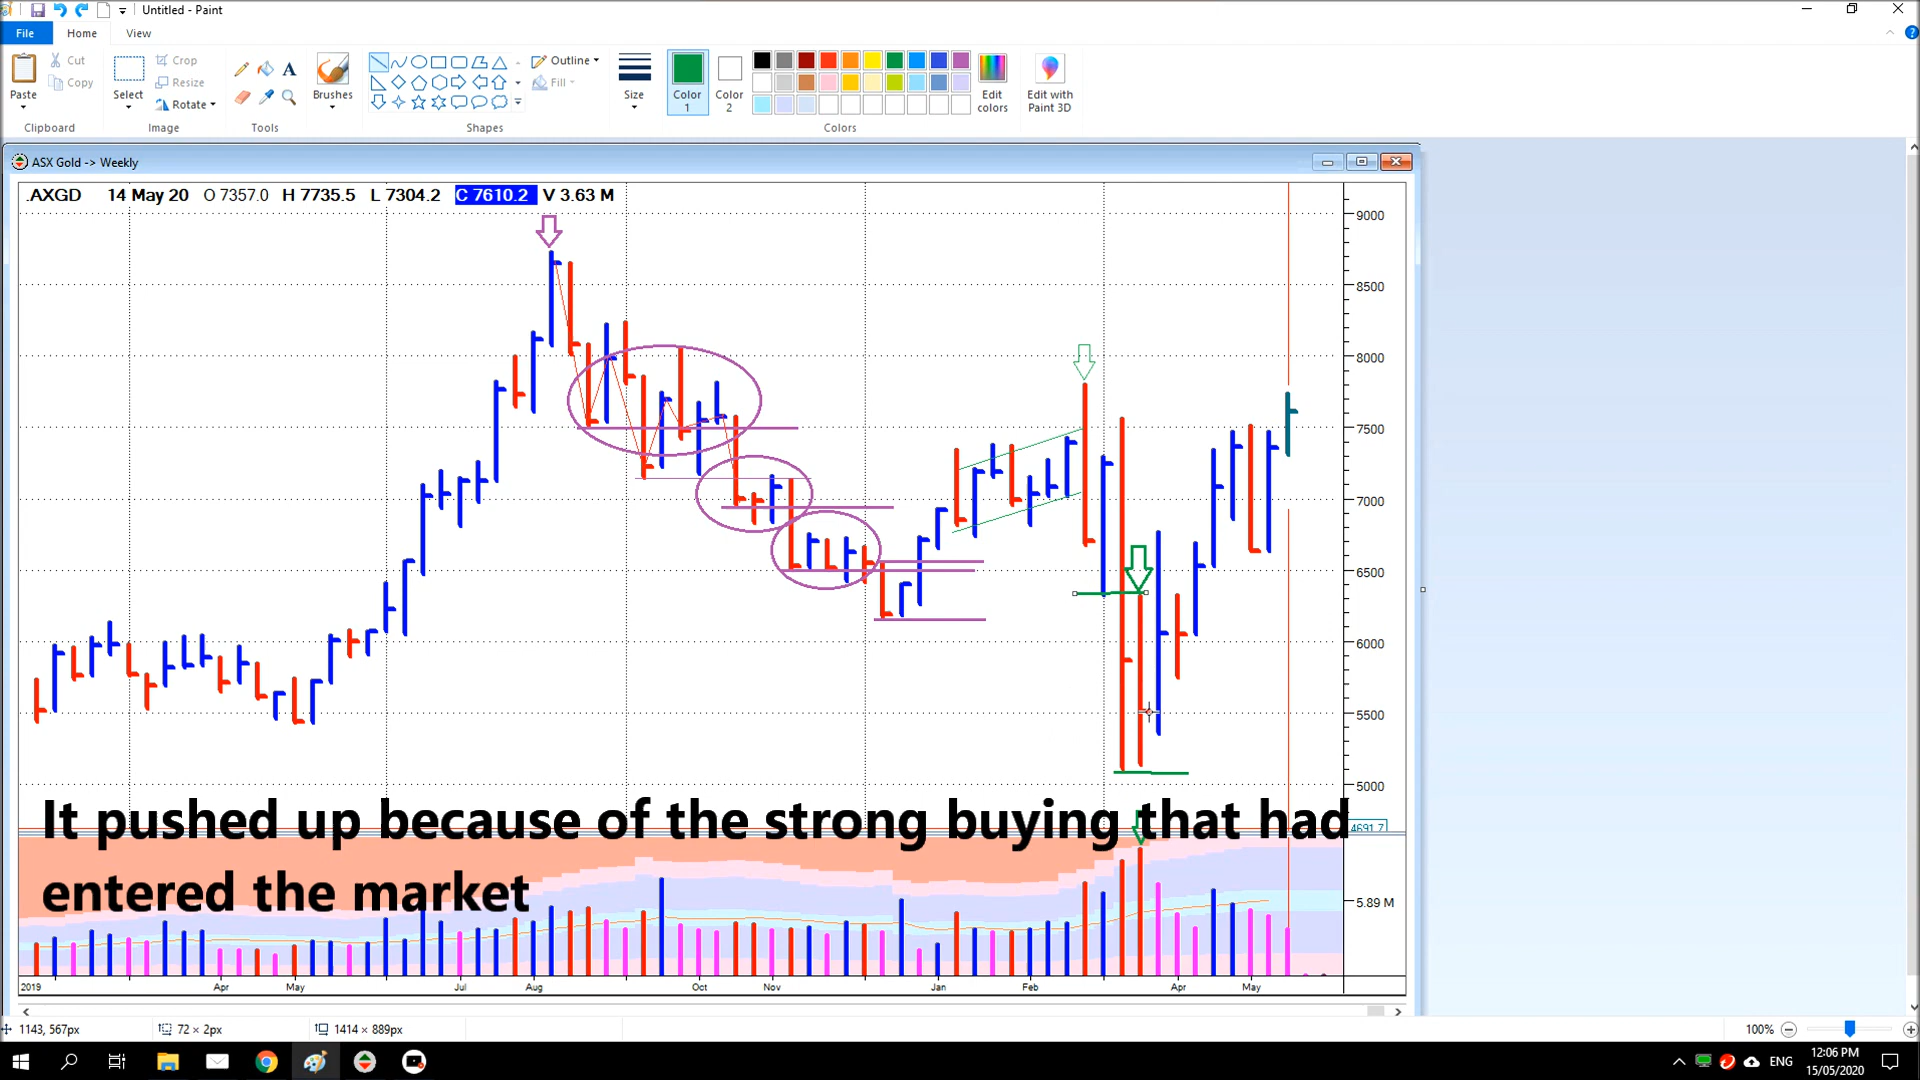 Untitled - Paint
File Home View
Paste
Cut
Copy
Clipboard
Select
Crop
Resize
Rotate
Image
Tools
Brushes
Shapes
Outline
Fill
Size
Color 1
Color 2
Colors
Edit colors
Edit with Paint 3D
ASX Gold -> Weekly
.AXGD 14 May 20 O 7357.0 H 7735.5 L 7304.2 C 7610.2 V 3.63 M
9000
8500
8000
7500
7000
6500
6000
5500
5000
4691.7
It pushed up because of the strong buying that had
entered the market
5.89 M
2019 Apr May Jul Aug Oct Nov Jan Feb Apr May
1143, 567px 72 × 2px 1414 × 889px 100%
ENG
12:06 PM
15/05/2020